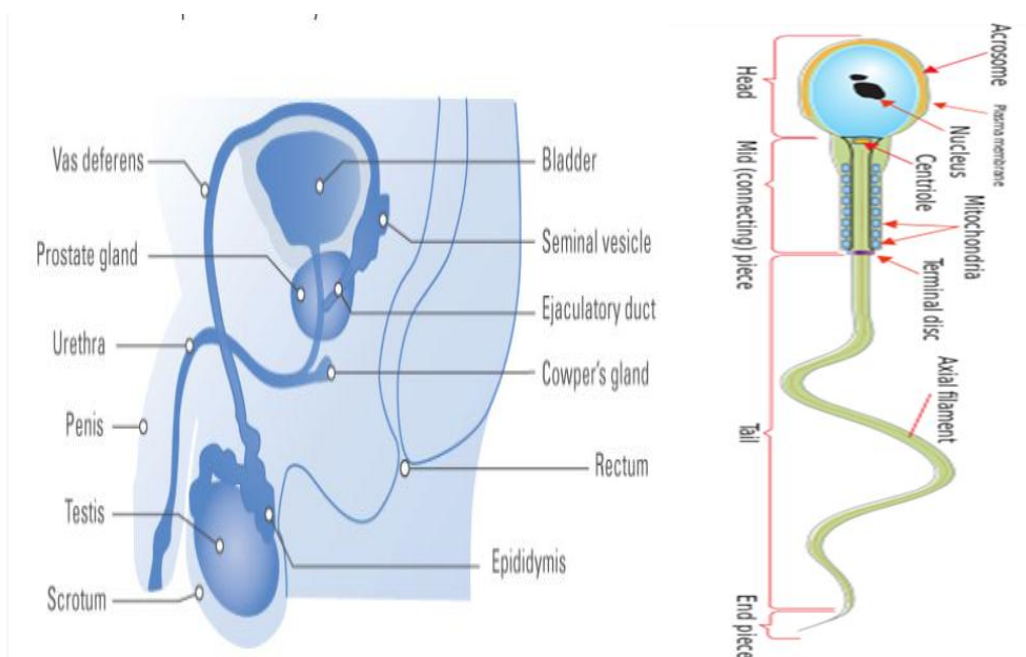 Vas deferens
Prostate gland
Urethra
Penis
Testis
Scrotum
Bladder
Seminal vesicle
Ejaculatory duct
Cowper's gland
Rectum
Epididymis
Head
Mid (connecting) piece
Tail
End piece
Acrosome
Plasma membrane
Nucleus
Centriole
Mitochondria
Terminal disc
Axial filament